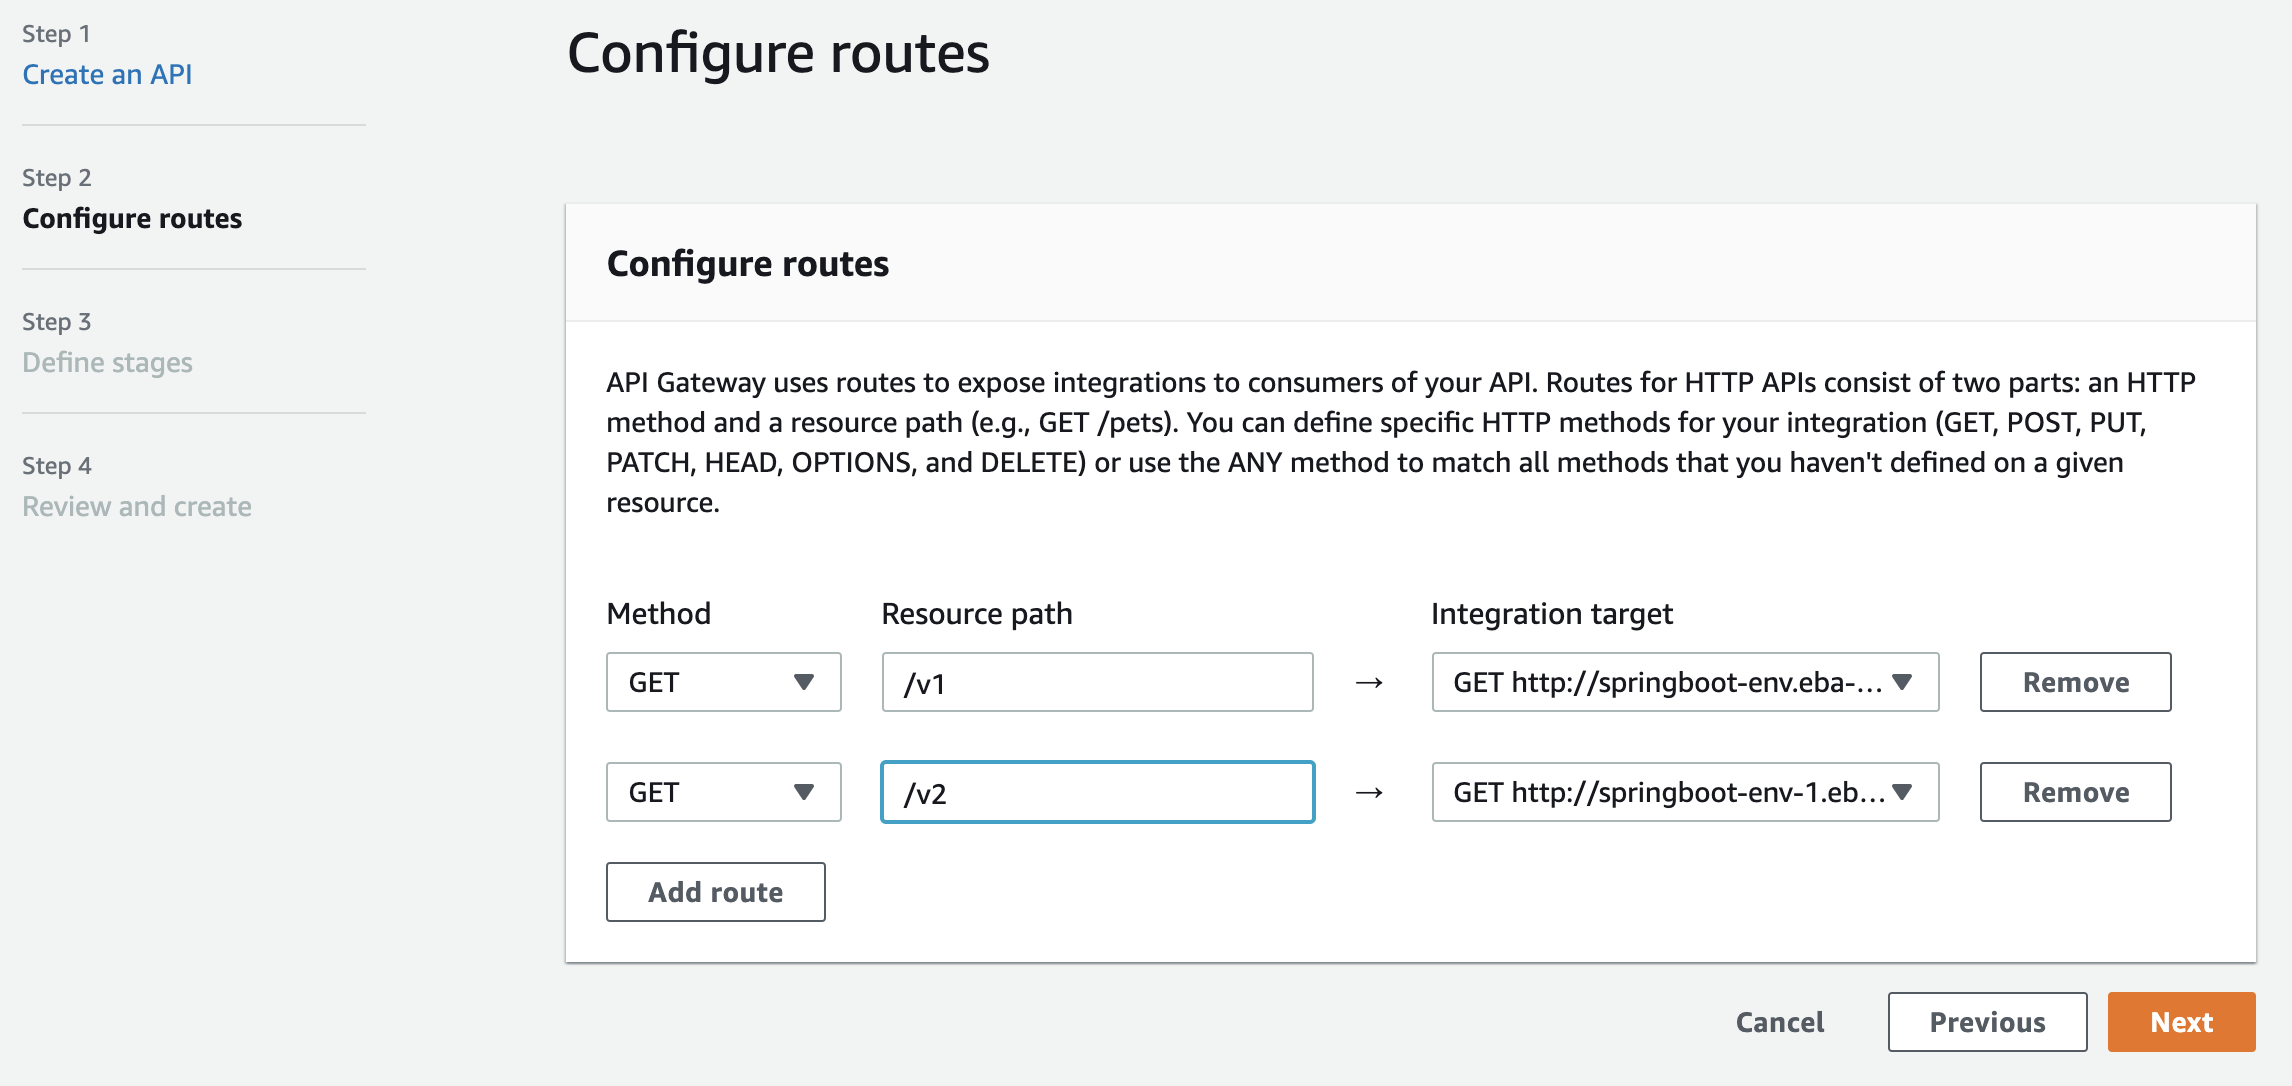 Step 1
Create an API
Step 2
Configure routes
Step 3
Define stages
Step 4
Review and create
Configure routes
Configure routes
API Gateway uses routes to expose integrations to consumers of your API. Routes for HTTP APIs consist of two parts: an HTTP
method and a resource path (e.g., GET /pets). You can define specific HTTP methods for your integration (GET, POST, PUT,
PATCH, HEAD, OPTIONS, and DELETE) or use the ANY method to match all methods that you haven't defined on a given
resource.
Method Resource path Integration target
GET /v1 → GET http://springboot-env.eba-... Remove
GET /v2 → GET http://springboot-env-1.eb... Remove
Add route
Cancel Previous Next